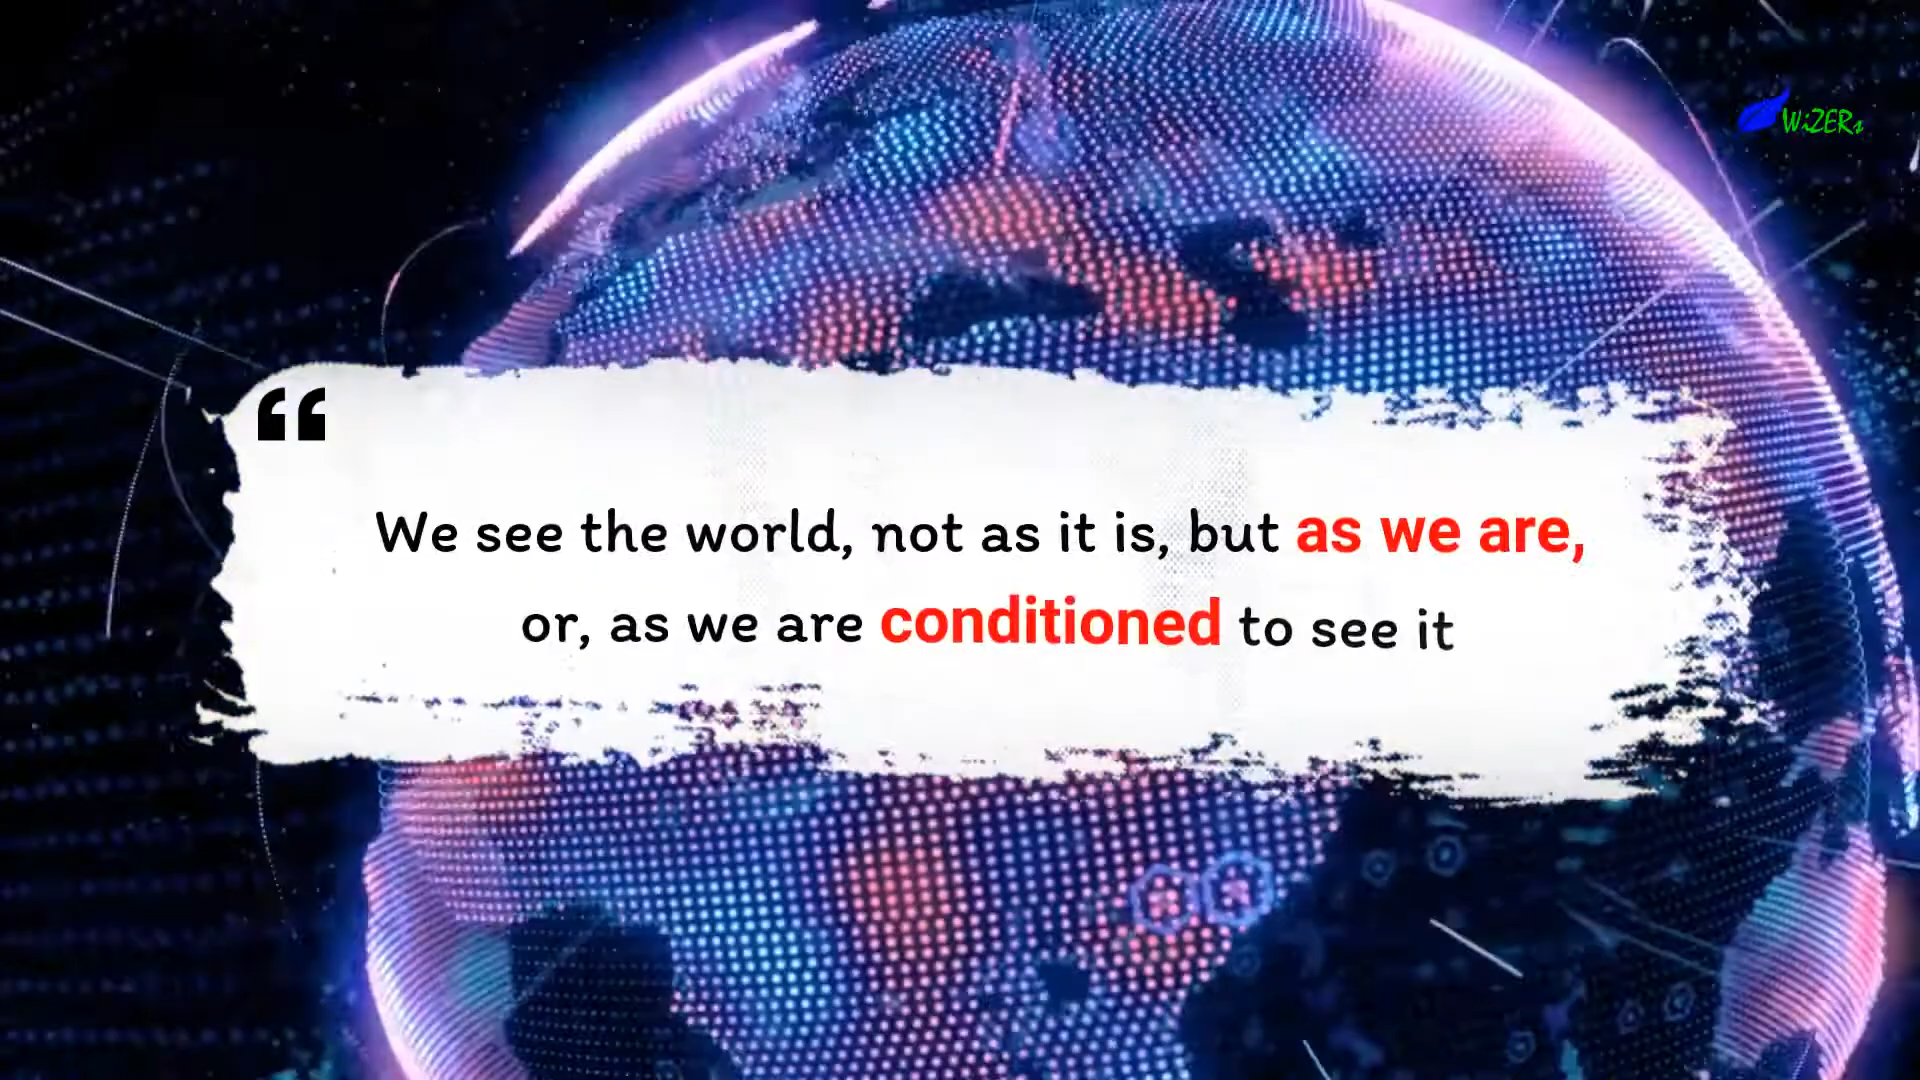 WiZERs
“
We see the world, not as it is, but as we are,
or, as we are conditioned to see it